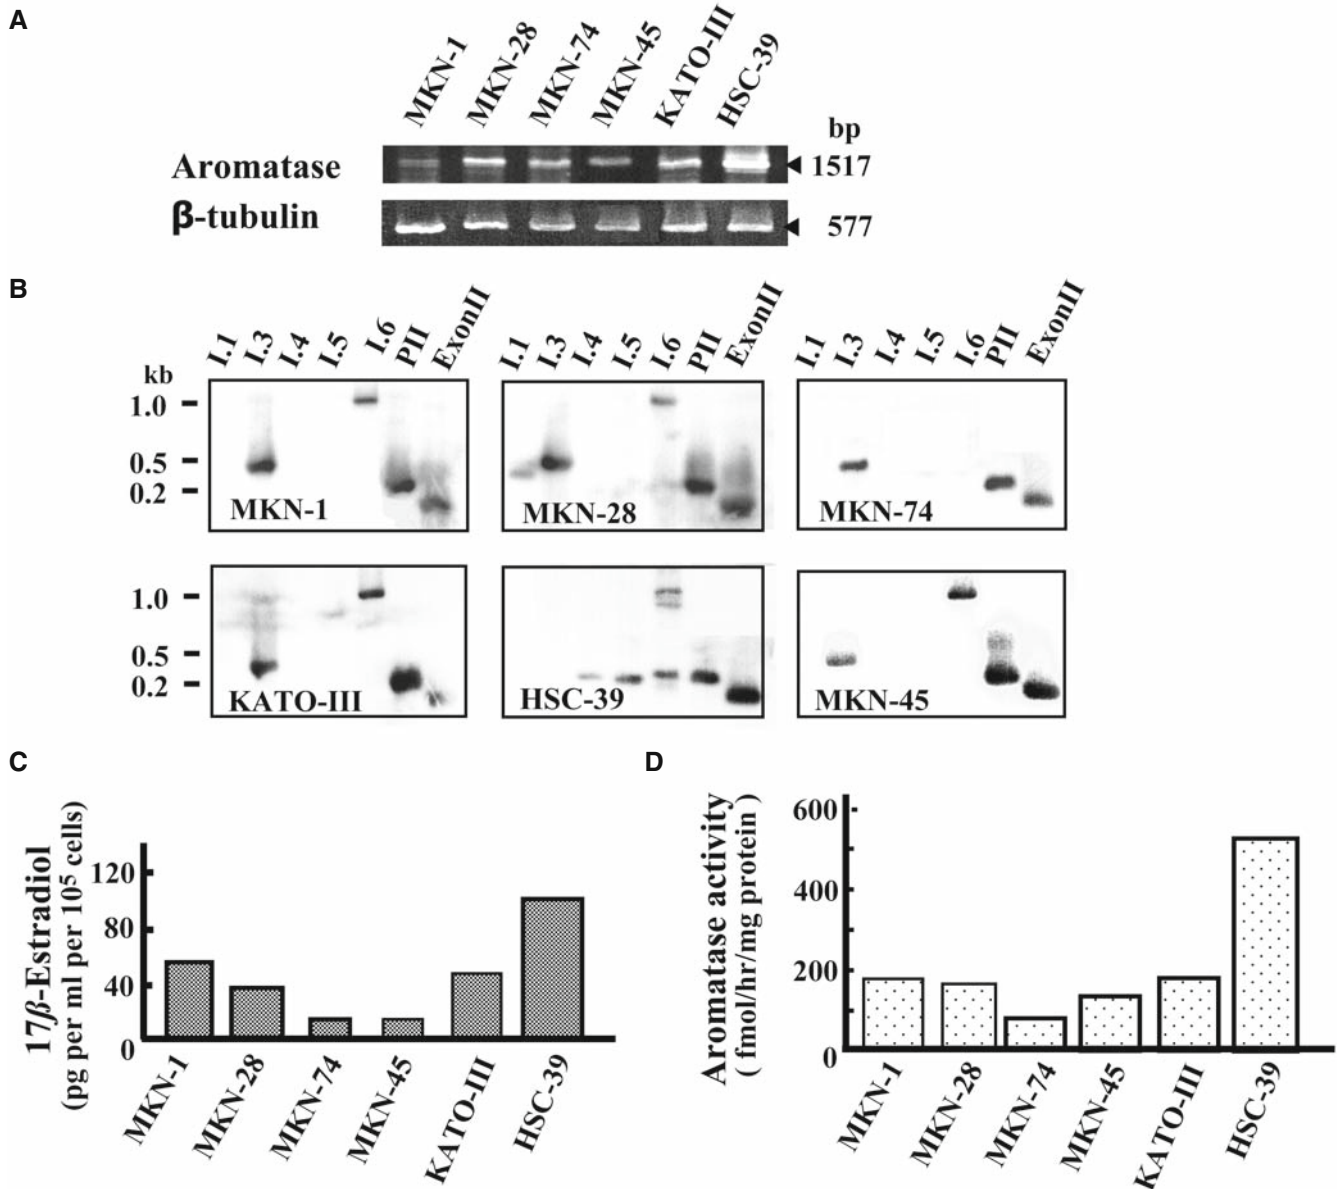 A
MKN-1 MKN-28 MKN-74 MKN-45 KATO-III HSC-39
bp
Aromatase 1517
β-tubulin 577
B
I.1 I.3 I.4 I.5 I.6 PII ExonII I.1 I.3 I.4 I.5 I.6 PII ExonII I.1 I.3 I.4 I.5 I.6 PII ExonII
kb
1.0
0.5
0.2
MKN-1 MKN-28 MKN-74
1.0
0.5
0.2
KATO-III HSC-39 MKN-45
C
17β-Estradiol
(pg per ml per 10⁵ cells)
120
80
40
0
MKN-1 MKN-28 MKN-74 MKN-45 KATO-III HSC-39
D
Aromatase activity
( fmol/hr/mg protein )
600
400
200
0
MKN-1 MKN-28 MKN-74 MKN-45 KATO-III HSC-39